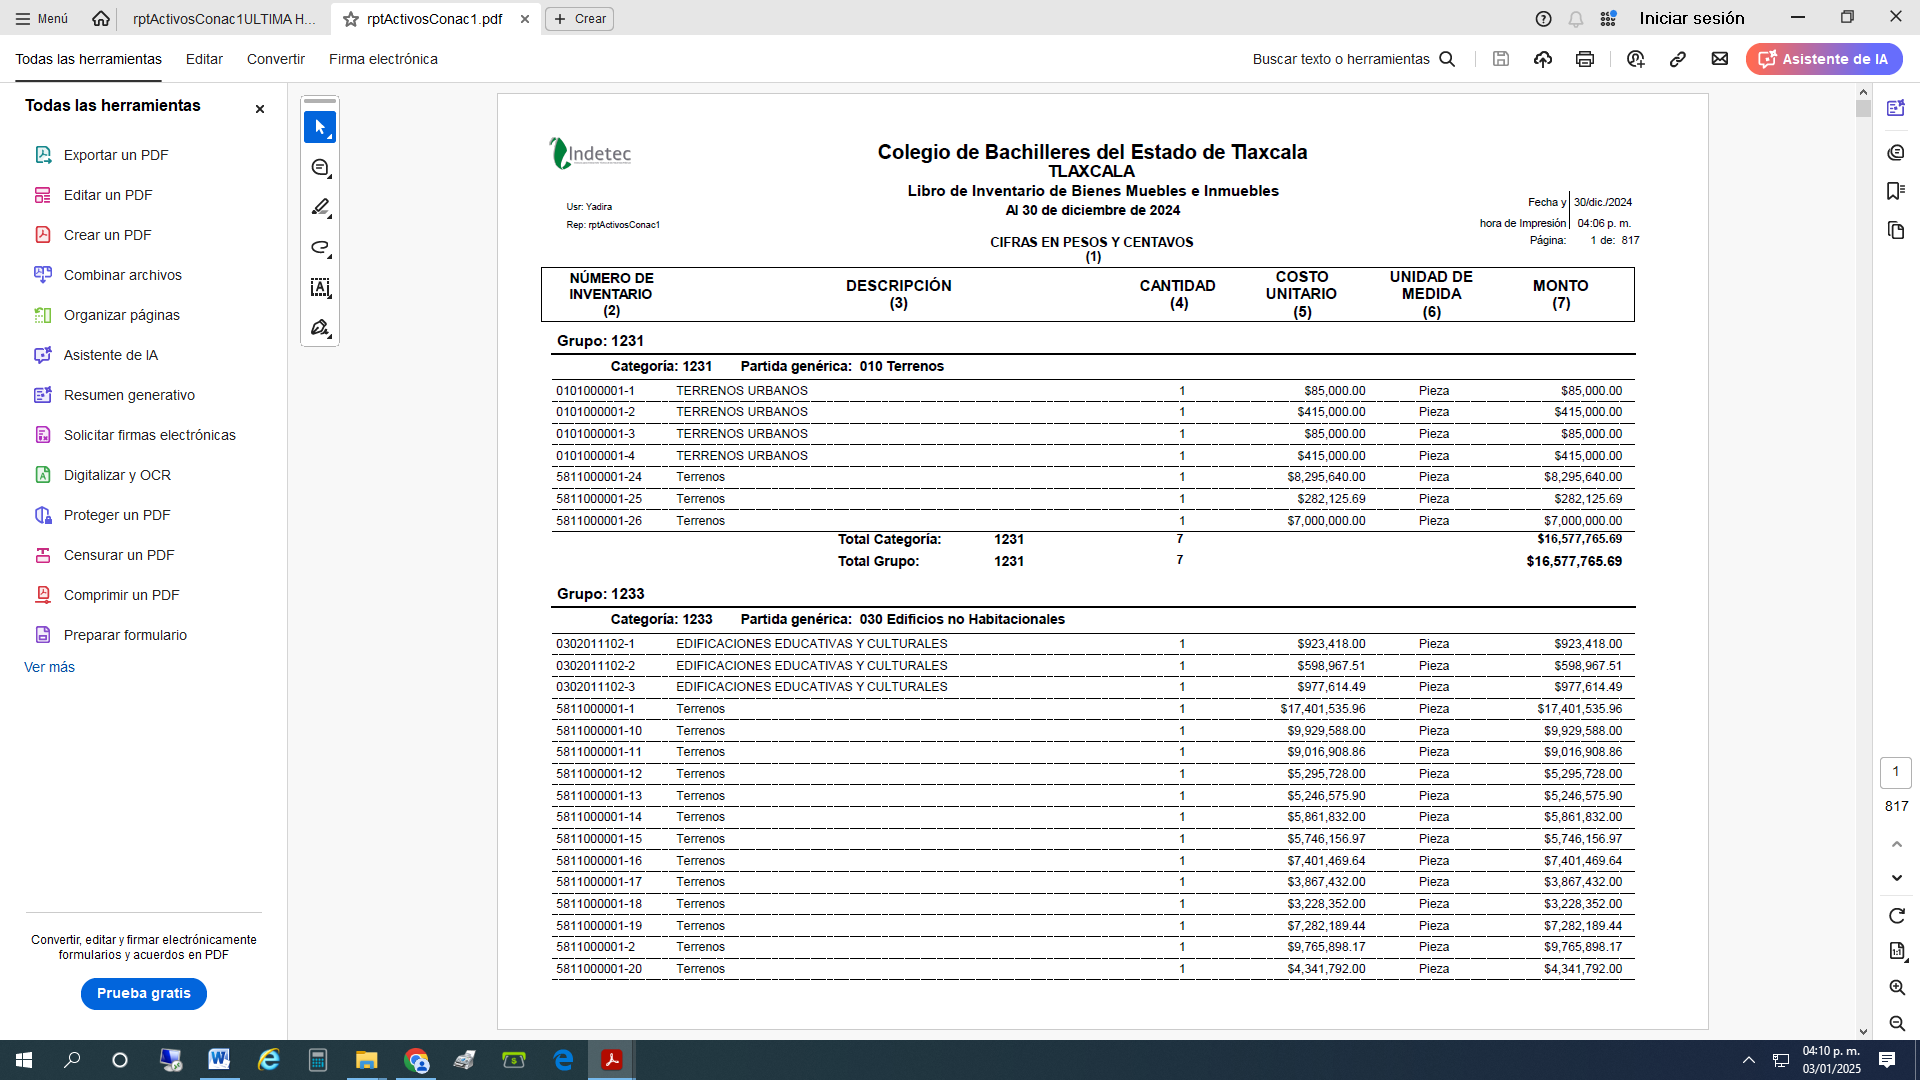 Menú
rptActivosConac1ULTIMA H...
rptActivosConac1.pdf
Crear
Iniciar sesión
Todas las herramientas
Editar
Convertir
Firma electrónica
Buscar texto o herramientas
Asistente de IA
Todas las herramientas
Exportar un PDF
Editar un PDF
Crear un PDF
Combinar archivos
Organizar páginas
Asistente de IA
Resumen generativo
Solicitar firmas electrónicas
Digitalizar y OCR
Proteger un PDF
Censurar un PDF
Comprimir un PDF
Preparar formulario
Ver más
Convertir, editar y firmar electrónicamente
formularios y acuerdos en PDF
Prueba gratis
Indetec
Colegio de Bachilleres del Estado de Tlaxcala
TLAXCALA
Libro de Inventario de Bienes Muebles e Inmuebles
Al 30 de diciembre de 2024
Usr: Yadira
Rep: rptActivosConac1
Fecha y 30/dic./2024
hora de Impresión 04:06 p. m.
Página: 1 de: 817
CIFRAS EN PESOS Y CENTAVOS
(1)
NÚMERO DE INVENTARIO (2) DESCRIPCIÓN (3) CANTIDAD (4) COSTO UNITARIO (5) UNIDAD DE MEDIDA (6) MONTO (7)
Grupo: 1231
Categoría: 1231 Partida genérica: 010 Terrenos
0101000001-1 TERRENOS URBANOS 1 $85,000.00 Pieza $85,000.00
0101000001-2 TERRENOS URBANOS 1 $415,000.00 Pieza $415,000.00
0101000001-3 TERRENOS URBANOS 1 $85,000.00 Pieza $85,000.00
0101000001-4 TERRENOS URBANOS 1 $415,000.00 Pieza $415,000.00
5811000001-24 Terrenos 1 $8,295,640.00 Pieza $8,295,640.00
5811000001-25 Terrenos 1 $282,125.69 Pieza $282,125.69
5811000001-26 Terrenos 1 $7,000,000.00 Pieza $7,000,000.00
Total Categoría: 1231 7 $16,577,765.69
Total Grupo: 1231 7 $16,577,765.69
Grupo: 1233
Categoría: 1233 Partida genérica: 030 Edificios no Habitacionales
0302011102-1 EDIFICACIONES EDUCATIVAS Y CULTURALES 1 $923,418.00 Pieza $923,418.00
0302011102-2 EDIFICACIONES EDUCATIVAS Y CULTURALES 1 $598,967.51 Pieza $598,967.51
0302011102-3 EDIFICACIONES EDUCATIVAS Y CULTURALES 1 $977,614.49 Pieza $977,614.49
5811000001-1 Terrenos 1 $17,401,535.96 Pieza $17,401,535.96
5811000001-10 Terrenos 1 $9,929,588.00 Pieza $9,929,588.00
5811000001-11 Terrenos 1 $9,016,908.86 Pieza $9,016,908.86
5811000001-12 Terrenos 1 $5,295,728.00 Pieza $5,295,728.00
5811000001-13 Terrenos 1 $5,246,575.90 Pieza $5,246,575.90
5811000001-14 Terrenos 1 $5,861,832.00 Pieza $5,861,832.00
5811000001-15 Terrenos 1 $5,746,156.97 Pieza $5,746,156.97
5811000001-16 Terrenos 1 $7,401,469.64 Pieza $7,401,469.64
5811000001-17 Terrenos 1 $3,867,432.00 Pieza $3,867,432.00
5811000001-18 Terrenos 1 $3,228,352.00 Pieza $3,228,352.00
5811000001-19 Terrenos 1 $7,282,189.44 Pieza $7,282,189.44
5811000001-2 Terrenos 1 $9,765,898.17 Pieza $9,765,898.17
5811000001-20 Terrenos 1 $4,341,792.00 Pieza $4,341,792.00
1
817
04:10 p. m.
03/01/2025